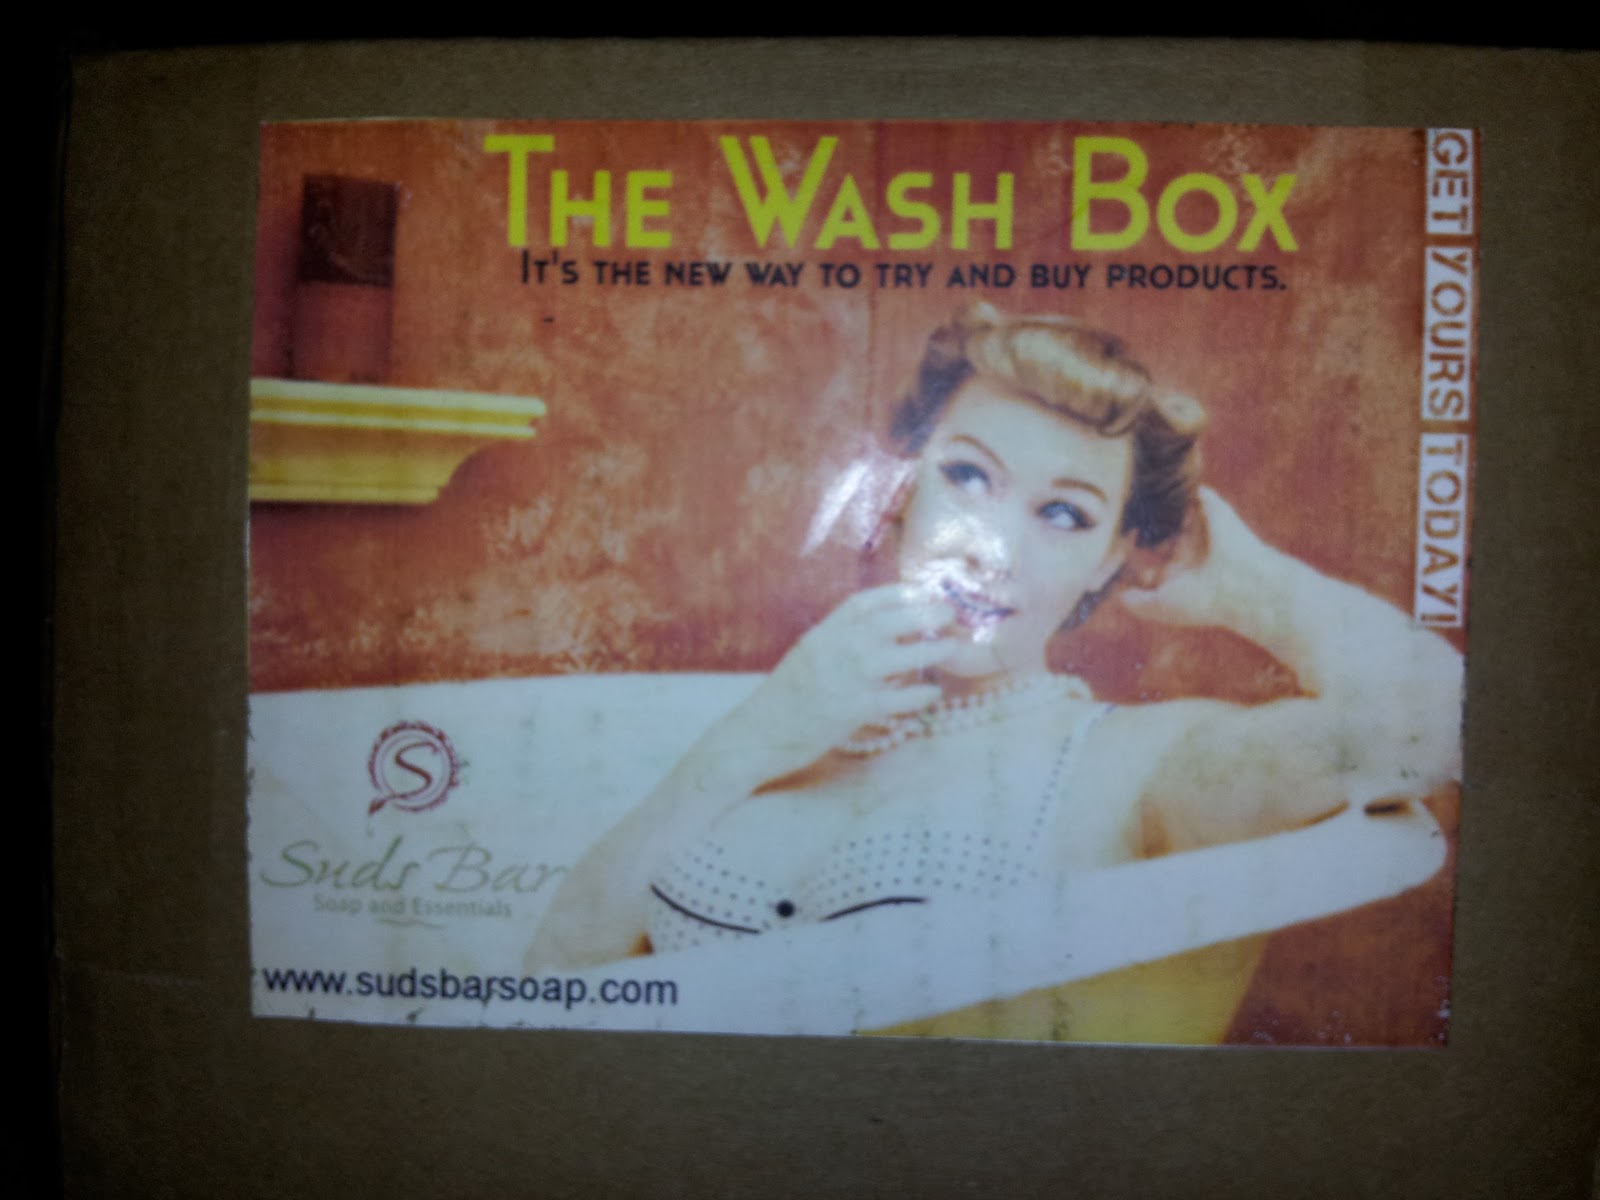 THE WASH BOX
IT'S THE NEW WAY TO TRY AND BUY PRODUCTS.
GET YOURS TODAY!
S
Suds Bar
Soap and Essentials
www.sudsbarsoap.com